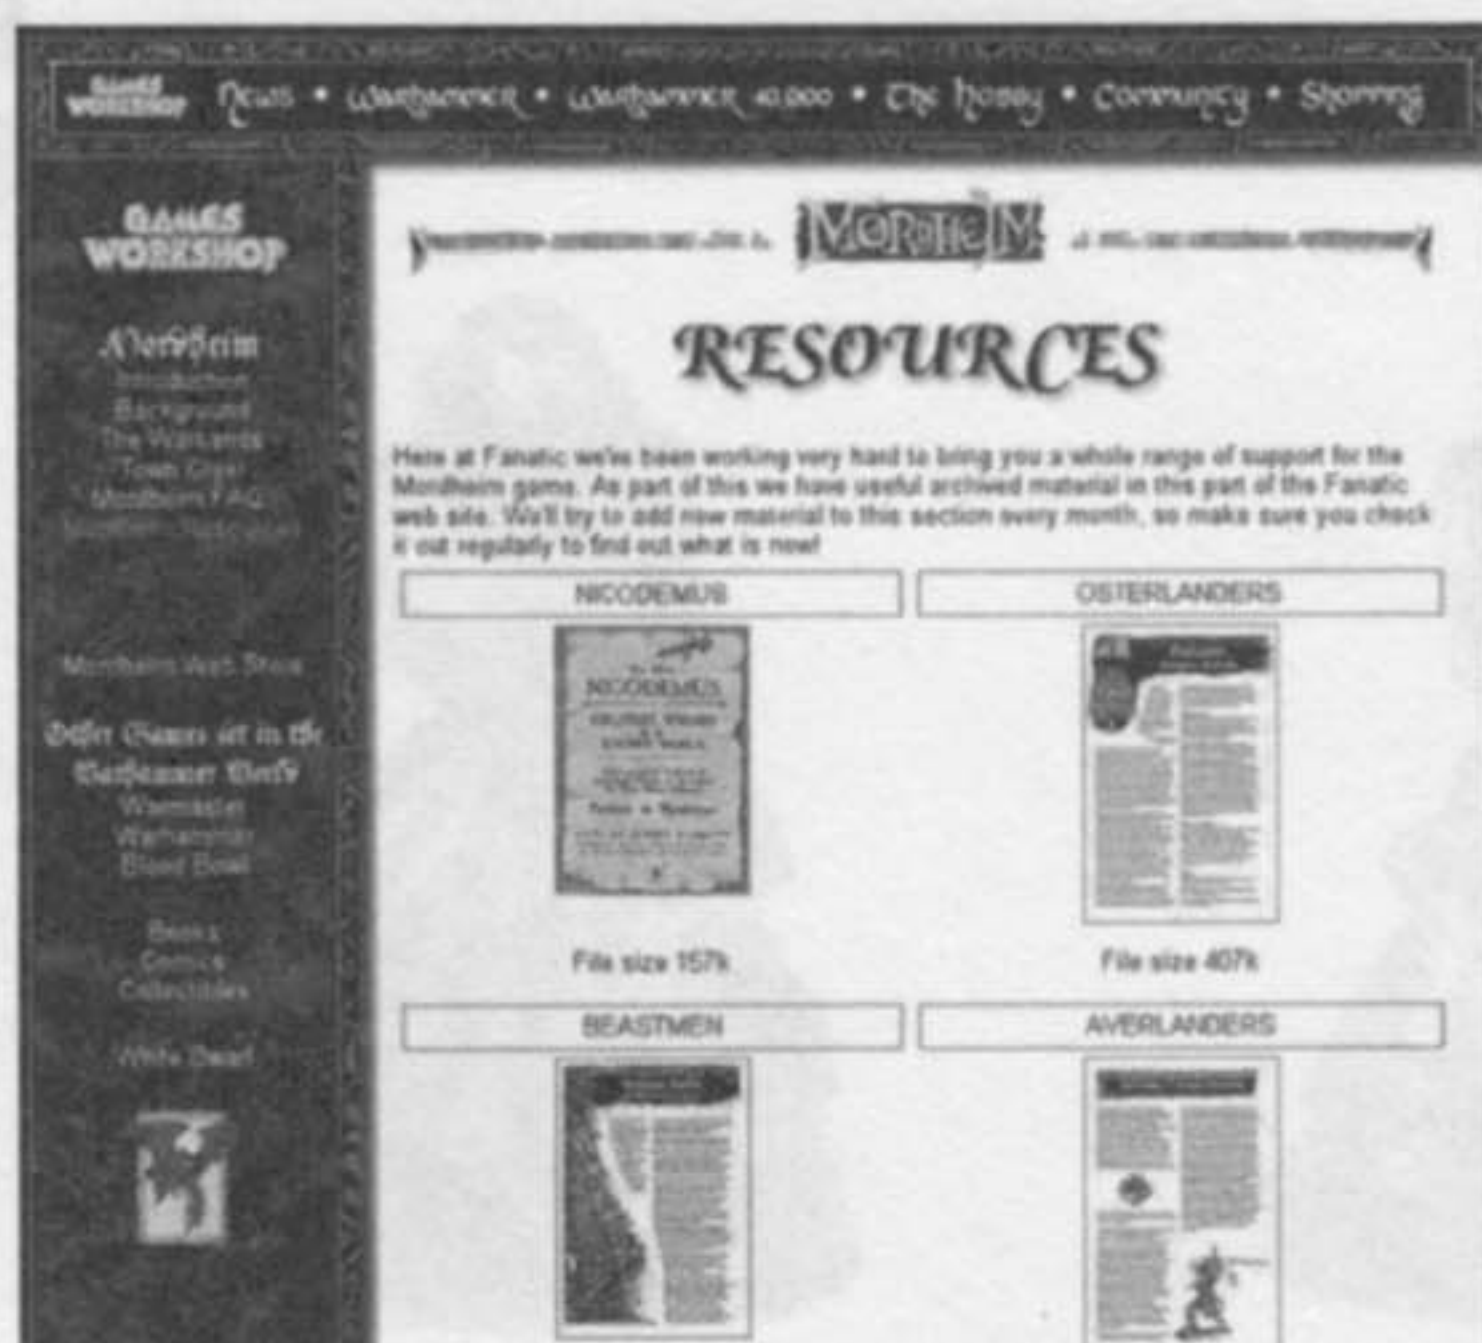 GAMES WORKSHOP News • Warhammer • Warhammer 40,000 • The Hobby • Community • Shopping
GAMES
WORKSHOP
Mordheim
Introduction
Background
The Warbands
Town Cryer
Mordheim FAQ
Mordheim Web Store
Other Games set in the
Warhammer World
Warmaster
Warhammer
Blood Bowl
Books
Comics
Collectibles
White Dwarf
MORDHEIM
RESOURCES
Here at Fanatic we've been working very hard to bring you a whole range of support for the
Mordheim game. As part of this we have useful archived material in this part of the Fanatic
web site. We'll try to add new material to this section every month, so make sure you check
it out regularly to find out what is new!
NICODEMUS
OSTERLANDERS
NICODEMUS
File size 157k
File size 407k
BEASTMEN
AVERLANDERS